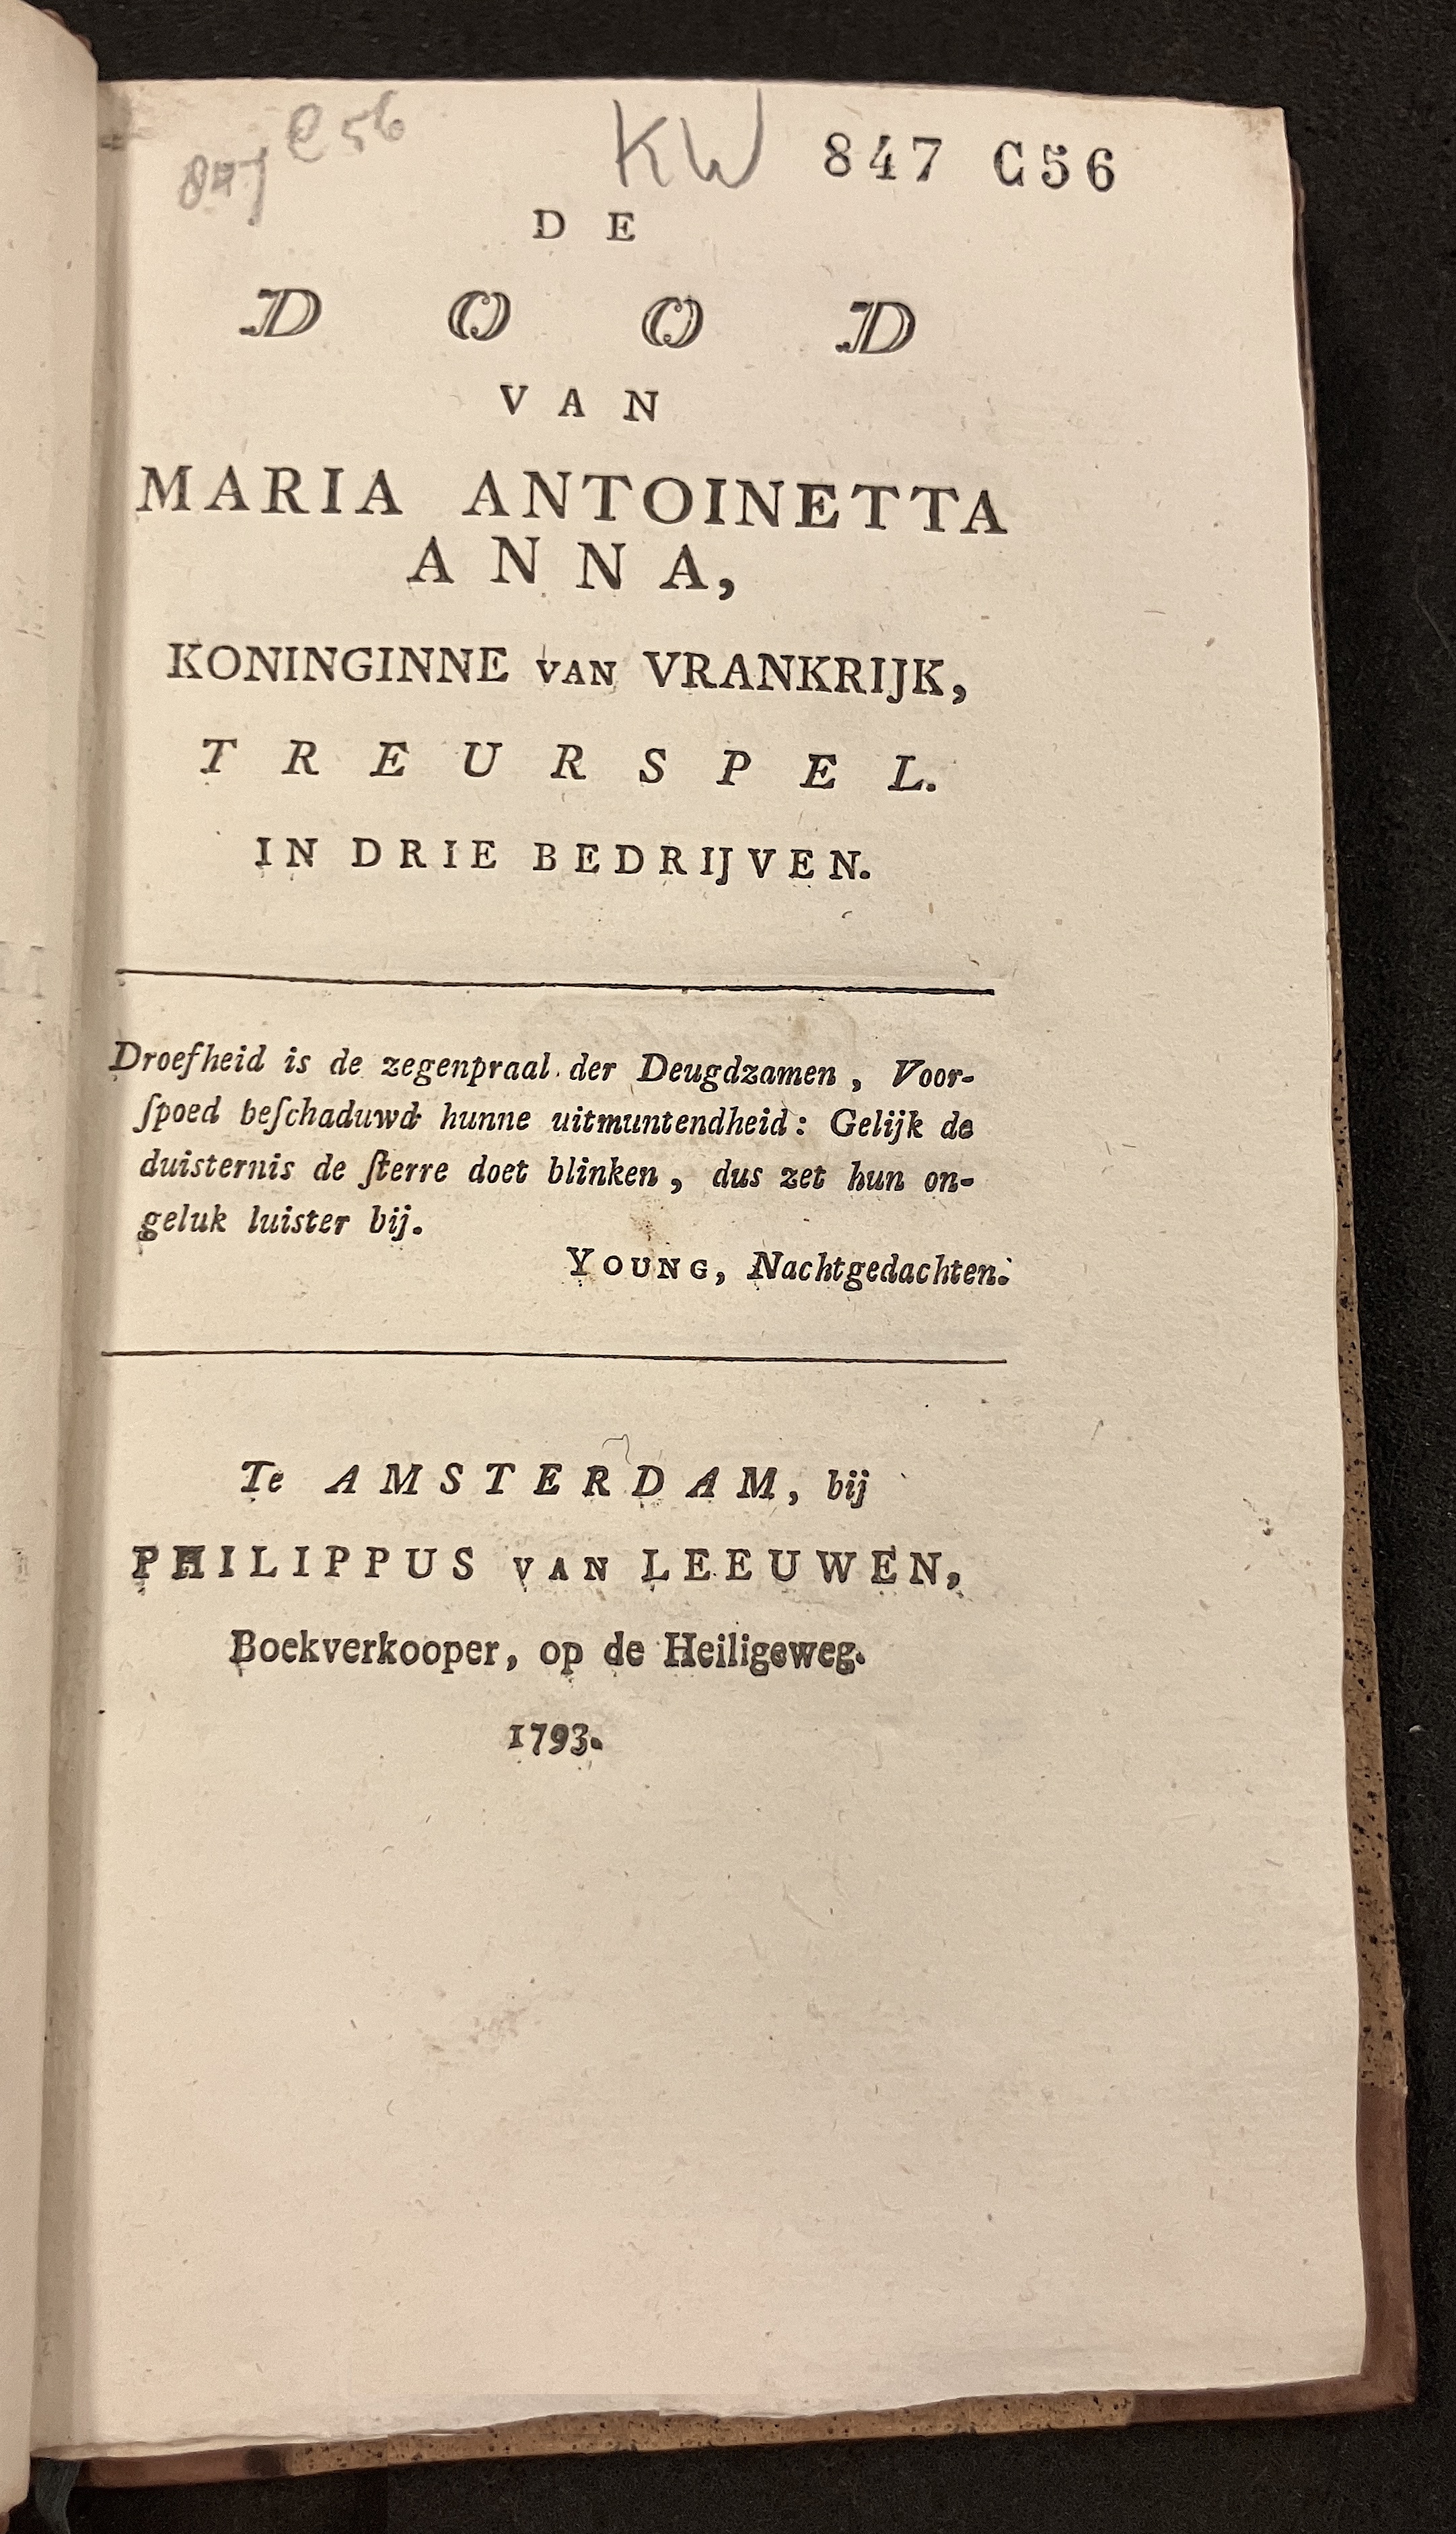 847 C56
KW 847 C56
DE
DOOD
VAN
MARIA ANTOINETTA
ANNA,
KONINGINNE VAN VRANKRIJK,
TREURSPEL.
IN DRIE BEDRIJVEN.
Droefheid is de zegenpraal der Deugdzamen, Voor-
ſpoed beſchaduwd hunne uitmuntendheid: Gelijk de
duisternis de ſterre doet blinken, dus zet hun on-
geluk luister bij.
YOUNG, Nachtgedachten.
Te AMSTERDAM, bij
PHILIPPUS VAN LEEUWEN,
Boekverkooper, op de Heiligeweg.
1793.